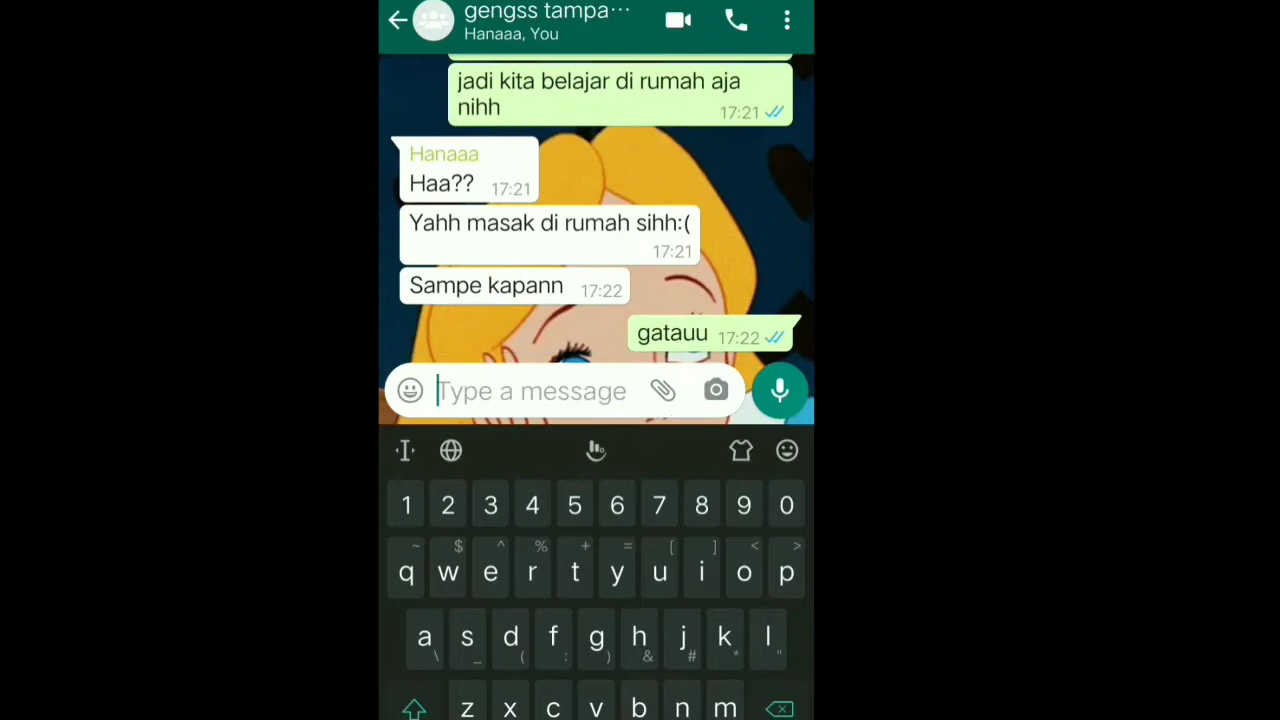 gengss tampa...
Hanaaa, You
jadi kita belajar di rumah aja
nihh
17:21
Hanaaa
Haa??
17:21
Yahh masak di rumah sihh:(
17:21
Sampe kapann
17:22
gatauu
17:22
Type a message
1 2 3 4 5 6 7 8 9 0
~ $ ^ % + = [ ] < >
q w e r t y u i o p
a s d f g h j k l
\ _ ( : ) & # * "
z x c v b n m